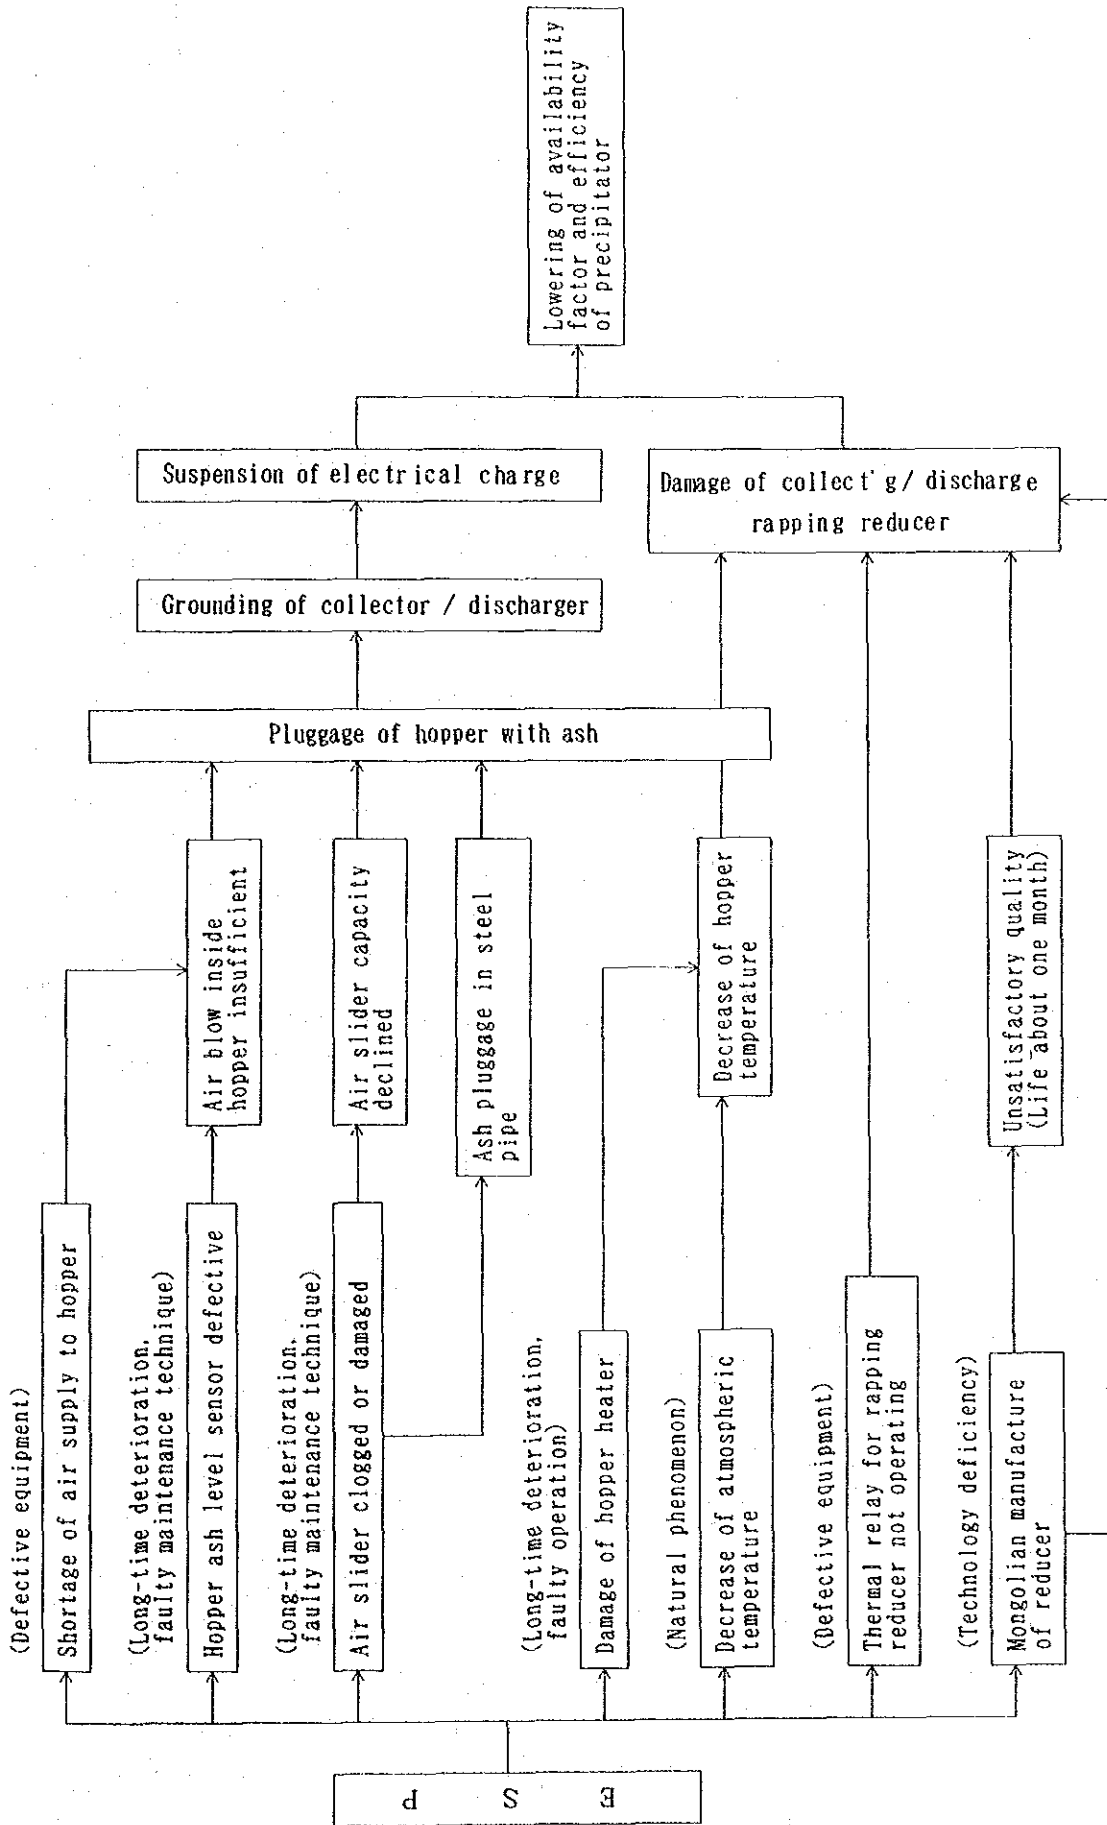 E S P
(Defective equipment)
Shortage of air supply to hopper
(Long-time deterioration,
faulty maintenance technique)
Hopper ash level sensor defective
(Long-time deterioration,
faulty maintenance technique)
Air slider clogged or damaged
(Long-time deterioration,
faulty operation)
Damage of hopper heater
(Natural phenomenon)
Decrease of atmospheric
temperature
(Defective equipment)
Thermal relay for rapping
reducer not operating
(Technology deficiency)
Mongolian manufacture
of reducer
Air blow inside
hopper insufficient
Air slider capacity
declined
Ash pluggage in steel
pipe
Decrease of hopper
temperature
Unsatisfactory quality
(Life about one month)
Pluggage of hopper with ash
Grounding of collector / discharger
Suspension of electrical charge
Damage of collect'g/ discharge
rapping reducer
Lowering of availability
factor and efficiency
of precipitator